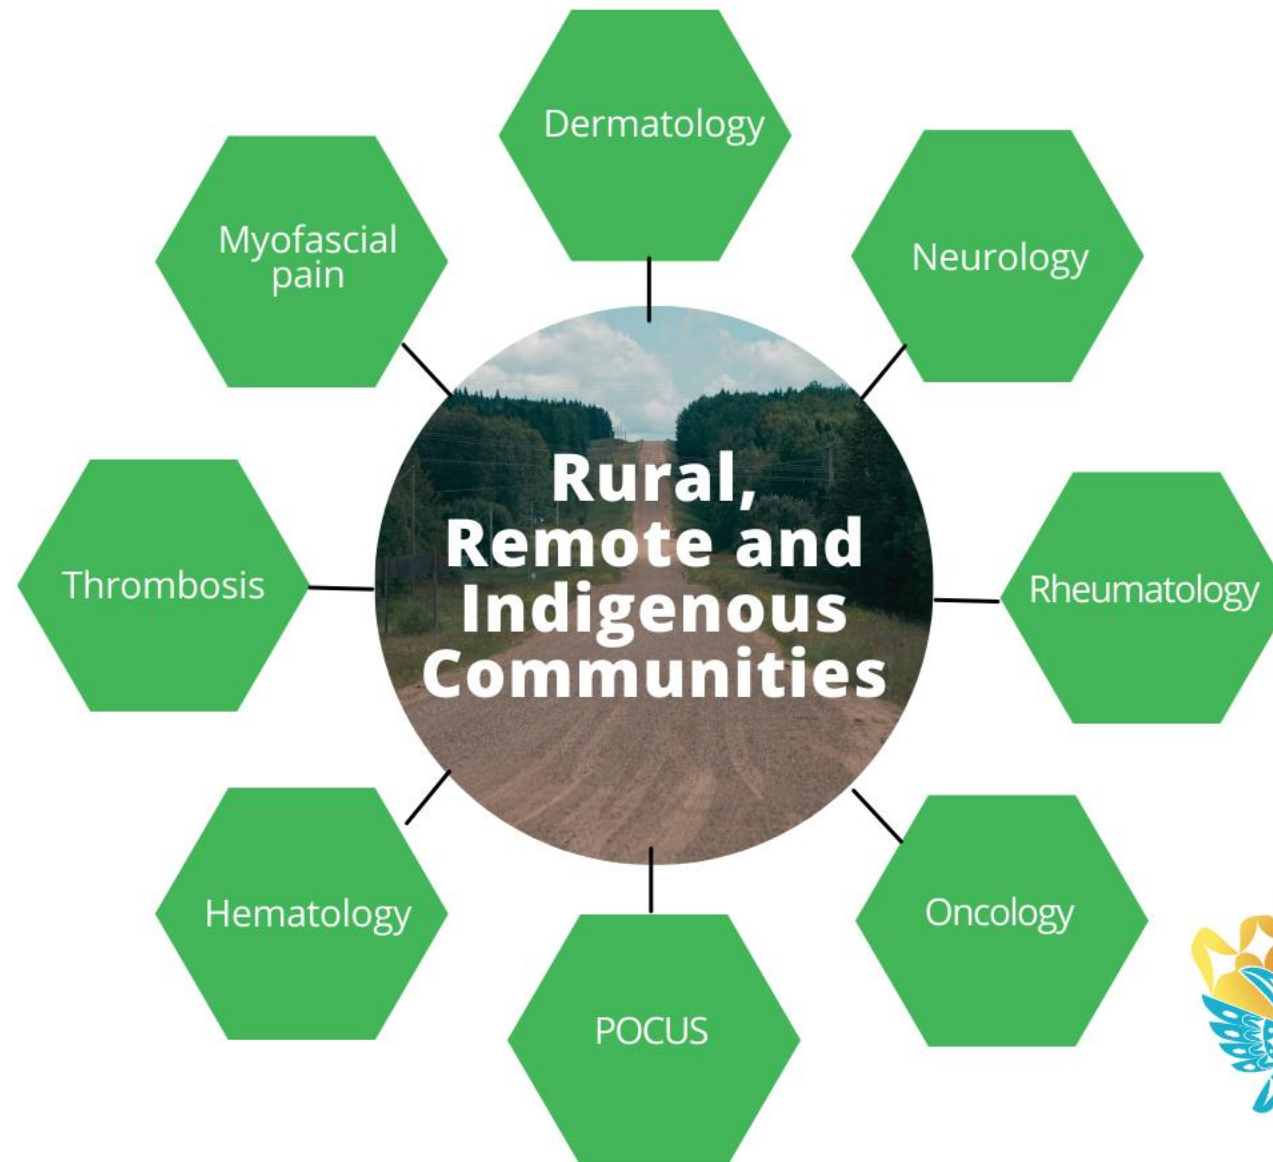 Dermatology
Neurology
Myofascial
pain
Rural,
Remote and
Indigenous
Communities
Thrombosis
Rheumatology
Hematology
Oncology
POCUS